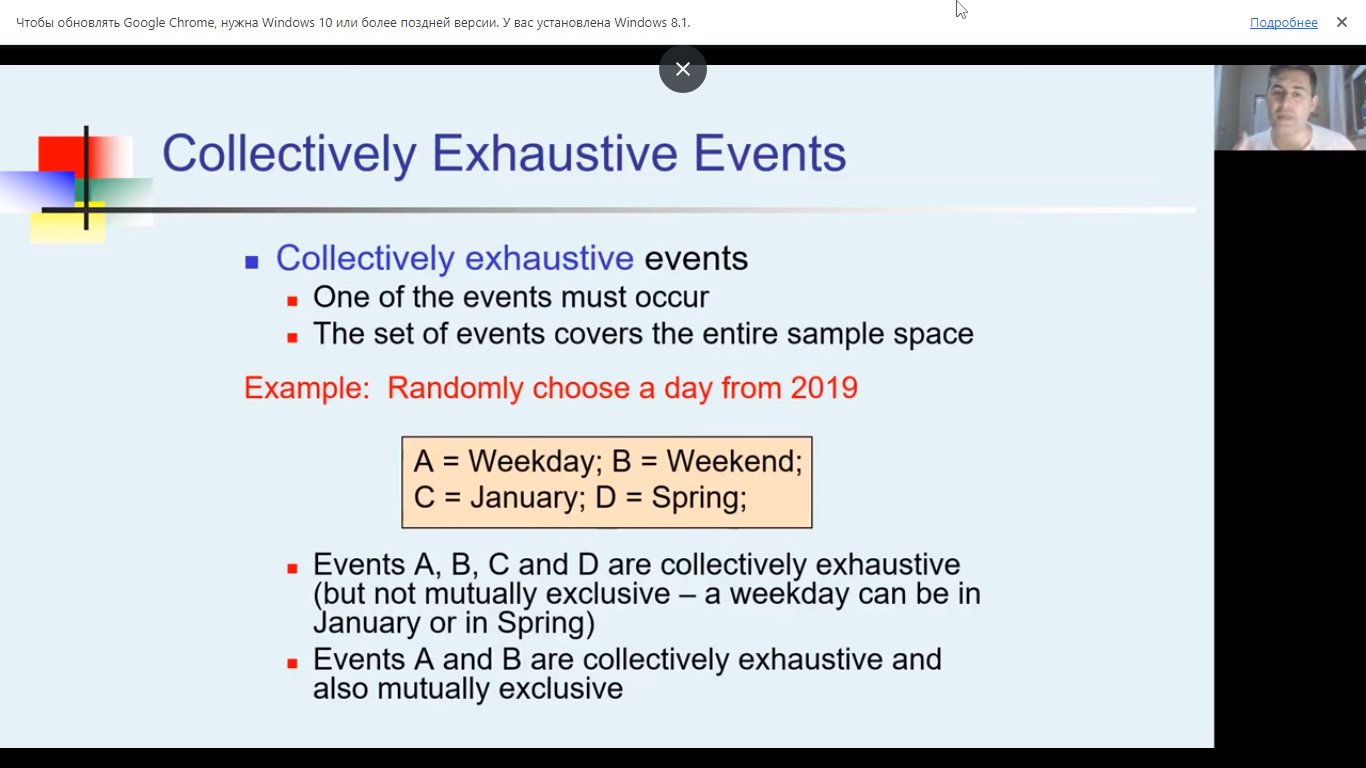 Чтобы обновлять Google Chrome, нужна Windows 10 или более поздней версии. У вас установлена Windows 8.1.
Подробнее
Collectively Exhaustive Events
Collectively exhaustive events
One of the events must occur
The set of events covers the entire sample space
Example: Randomly choose a day from 2019
A = Weekday; B = Weekend;
C = January; D = Spring;
Events A, B, C and D are collectively exhaustive
(but not mutually exclusive – a weekday can be in
January or in Spring)
Events A and B are collectively exhaustive and
also mutually exclusive